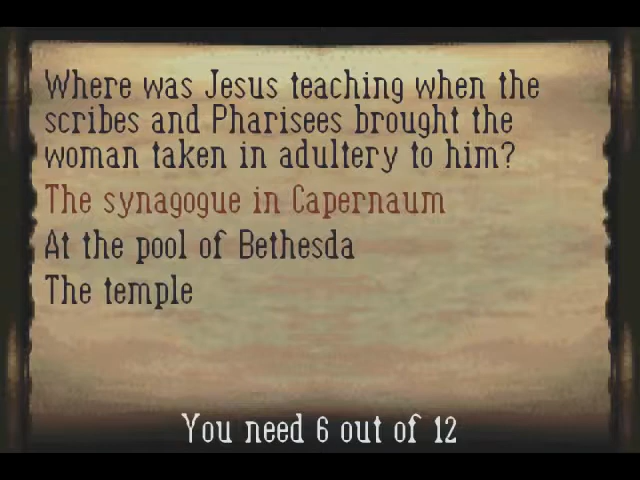 Where was Jesus teaching when the
scribes and Pharisees brought the
woman taken in adultery to him?
The synagogue in Capernaum
At the pool of Bethesda
The temple
You need 6 out of 12